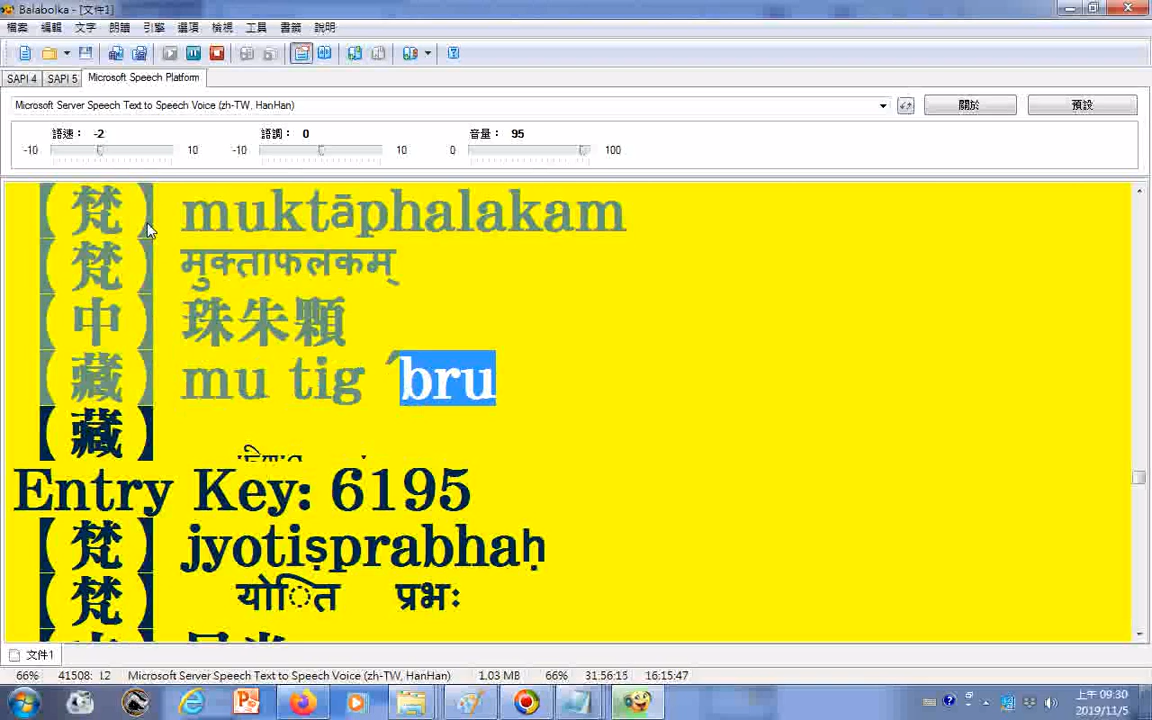 Balabolka - [文件1]
檔案 編輯 文字 朗讀 引擎 選項 檢視 工具 書籤 說明
SAPI 4 SAPI 5 Microsoft Speech Platform
Microsoft Server Speech Text to Speech Voice (zh-TW, HanHan) 關於 預設
語速： -2 語調： 0 音量： 95
-10 10 -10 10 0 100
【梵】 muktāphalakam
【梵】 मुक्ताफलकम्
【中】 珠朱顆
【藏】 mu tig ´bru
【藏】
Entry Key: 6195
【梵】 jyotiṣprabhaḥ
【梵】 योित प्रभः
文件1
66% 41508: 12 Microsoft Server Speech Text to Speech Voice (zh-TW, HanHan) 1.03 MB 66% 31:56:15 16:15:47
上午 09:30
2019/11/5